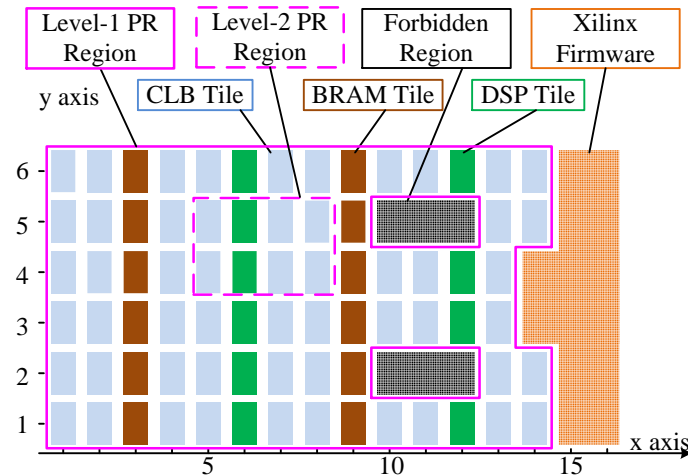 Level-1 PR
Region
Level-2 PR
Region
Forbidden
Region
Xilinx
Firmware
y axis
CLB Tile
BRAM Tile
DSP Tile
6
5
4
3
2
1
5
10
15
x axis